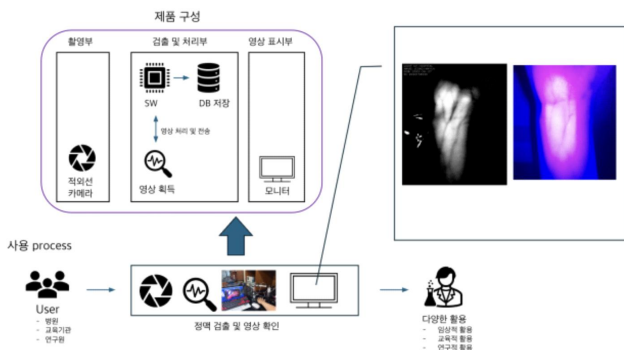 제품 구성
촬영부
검출 및 처리부
영상 표시부
SW
DB 저장
영상 처리 및 전송
적외선
카메라
영상 획득
모니터
사용 process
User
- 병원
- 교육기관
- 연구원
정맥 검출 및 영상 확인
다양한 활용
- 임상적 활용
- 교육적 활용
- 연구적 활용